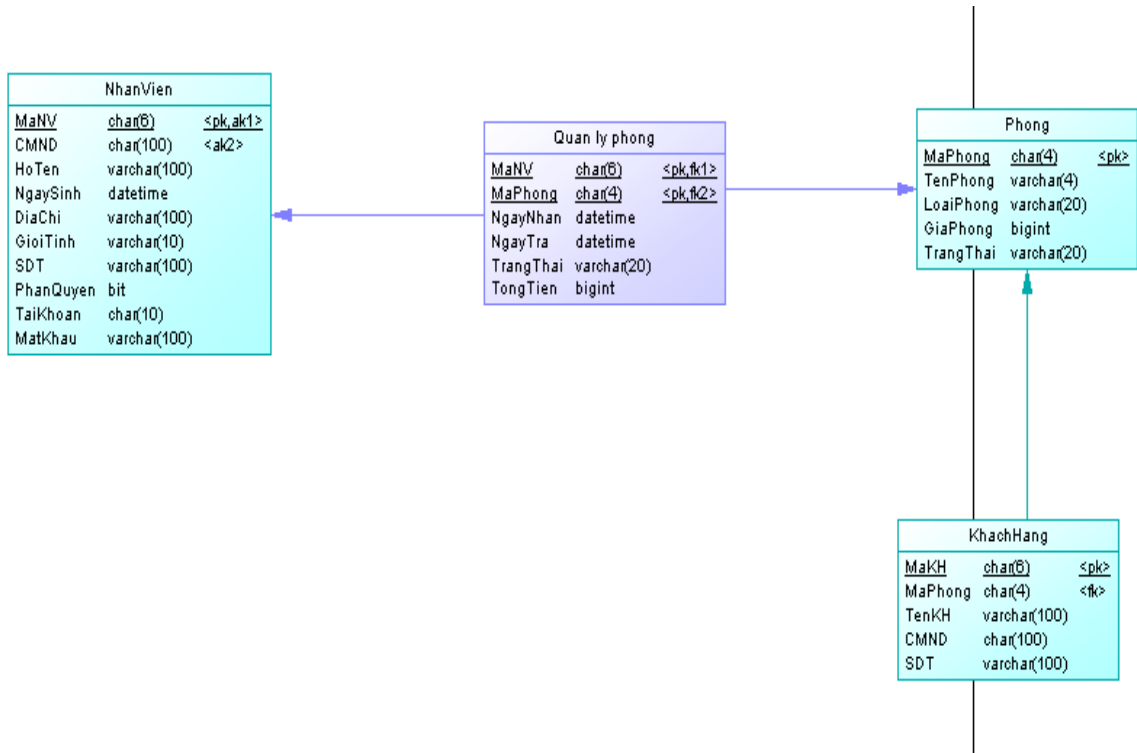 NhanVien
MaNV char(6) <pk,ak1>
CMND char(100) <ak2>
HoTen varchar(100)
NgaySinh datetime
DiaChi varchar(100)
GioiTinh varchar(10)
SDT varchar(100)
PhanQuyen bit
TaiKhoan char(10)
MatKhau varchar(100)
Quan ly phong
MaNV char(6) <pk,fk1>
MaPhong char(4) <pk,fk2>
NgayNhan datetime
NgayTra datetime
TrangThai varchar(20)
TongTien bigint
Phong
MaPhong char(4) <pk>
TenPhong varchar(4)
LoaiPhong varchar(20)
GiaPhong bigint
TrangThai varchar(20)
KhachHang
MaKH char(6) <pk>
MaPhong char(4) <fk>
TenKH varchar(100)
CMND char(100)
SDT varchar(100)